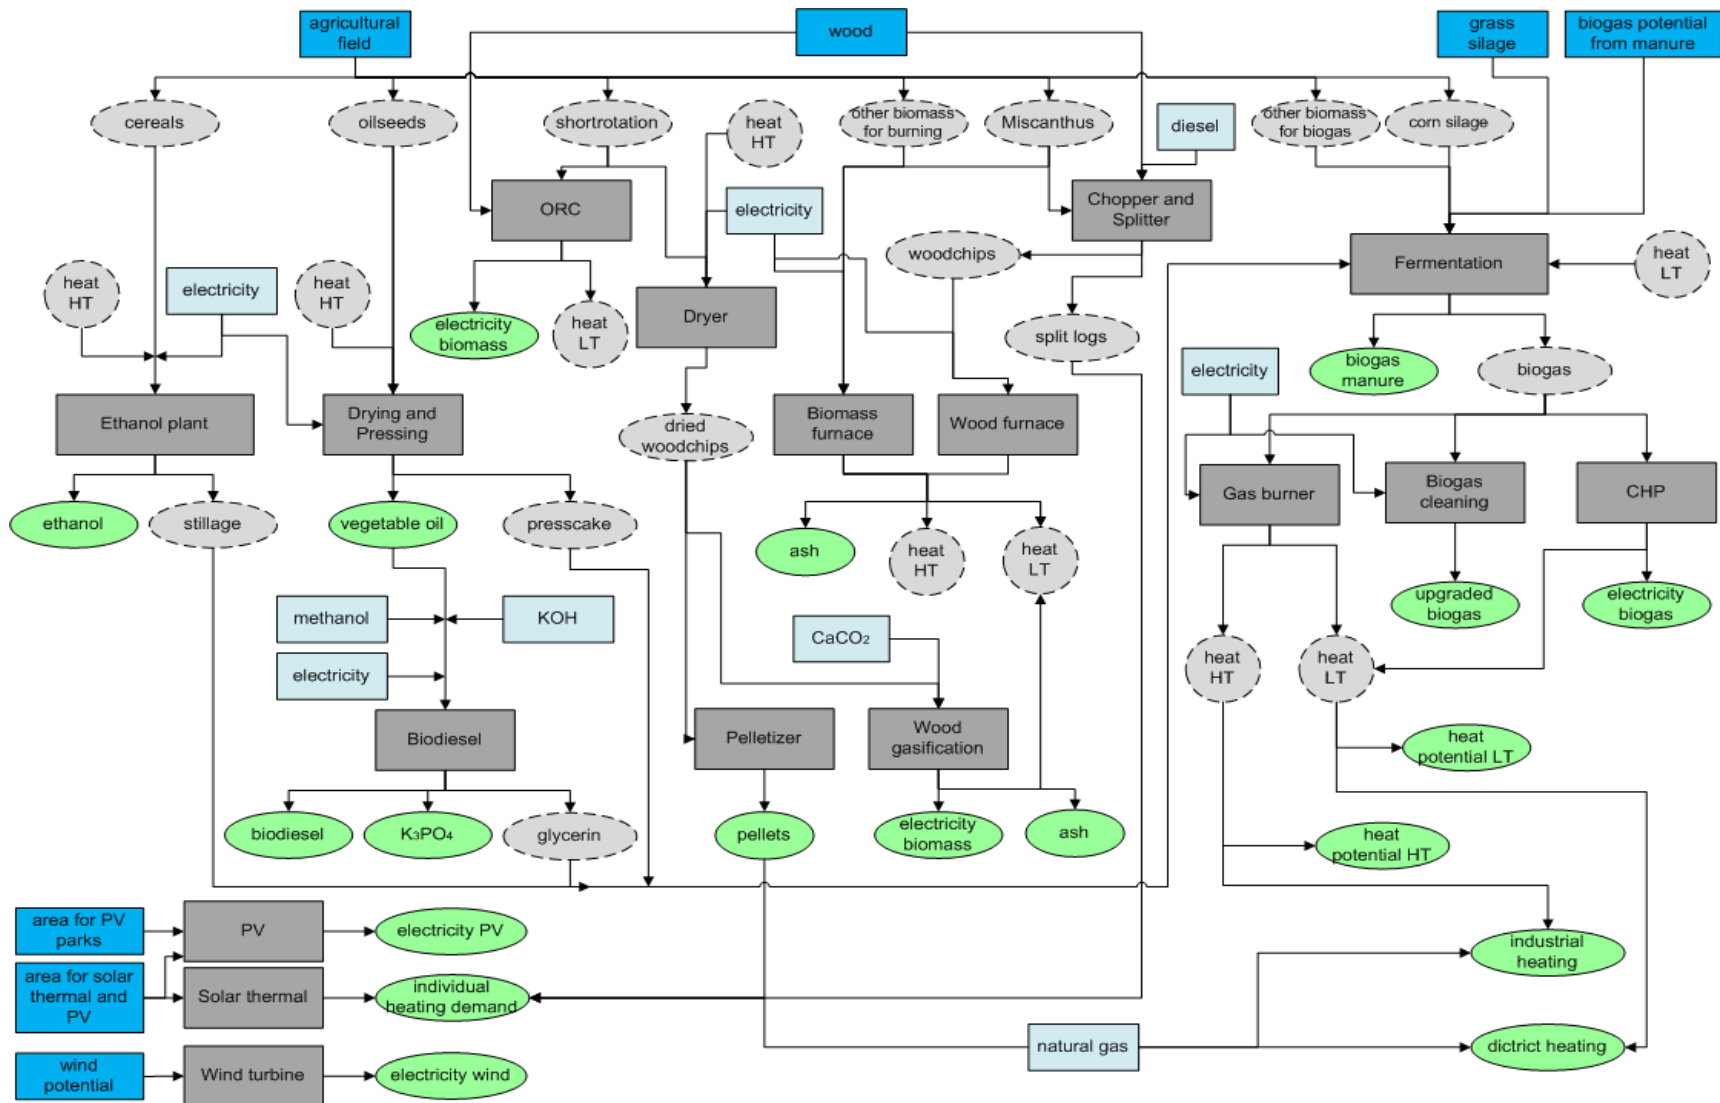 agricultural
field
wood
grass
silage
biogas potential
from manure
cereals
oilseeds
shortrotation
heat
HT
other biomass
for burning
Miscanthus
diesel
other biomass
for biogas
corn silage
ORC
electricity
Chopper and
Splitter
woodchips
Fermentation
heat
LT
heat
HT
electricity
heat
HT
electricity
biomass
heat
LT
Dryer
split logs
biogas
manure
biogas
electricity
Ethanol plant
Drying and
Pressing
dried
woodchips
Biomass
furnace
Wood furnace
Gas burner
Biogas
cleaning
CHP
ethanol
stillage
vegetable oil
presscake
ash
heat
HT
heat
LT
upgraded
biogas
electricity
biogas
methanol
KOH
CaCO2
electricity
heat
HT
heat
LT
Biodiesel
Pelletizer
Wood
gasification
heat
potential LT
biodiesel
K3PO4
glycerin
pellets
electricity
biomass
ash
heat
potential HT
area for PV
parks
PV
electricity PV
industrial
heating
area for solar
thermal and
PV
Solar thermal
individual
heating demand
natural gas
dictrict heating
wind
potential
Wind turbine
electricity wind